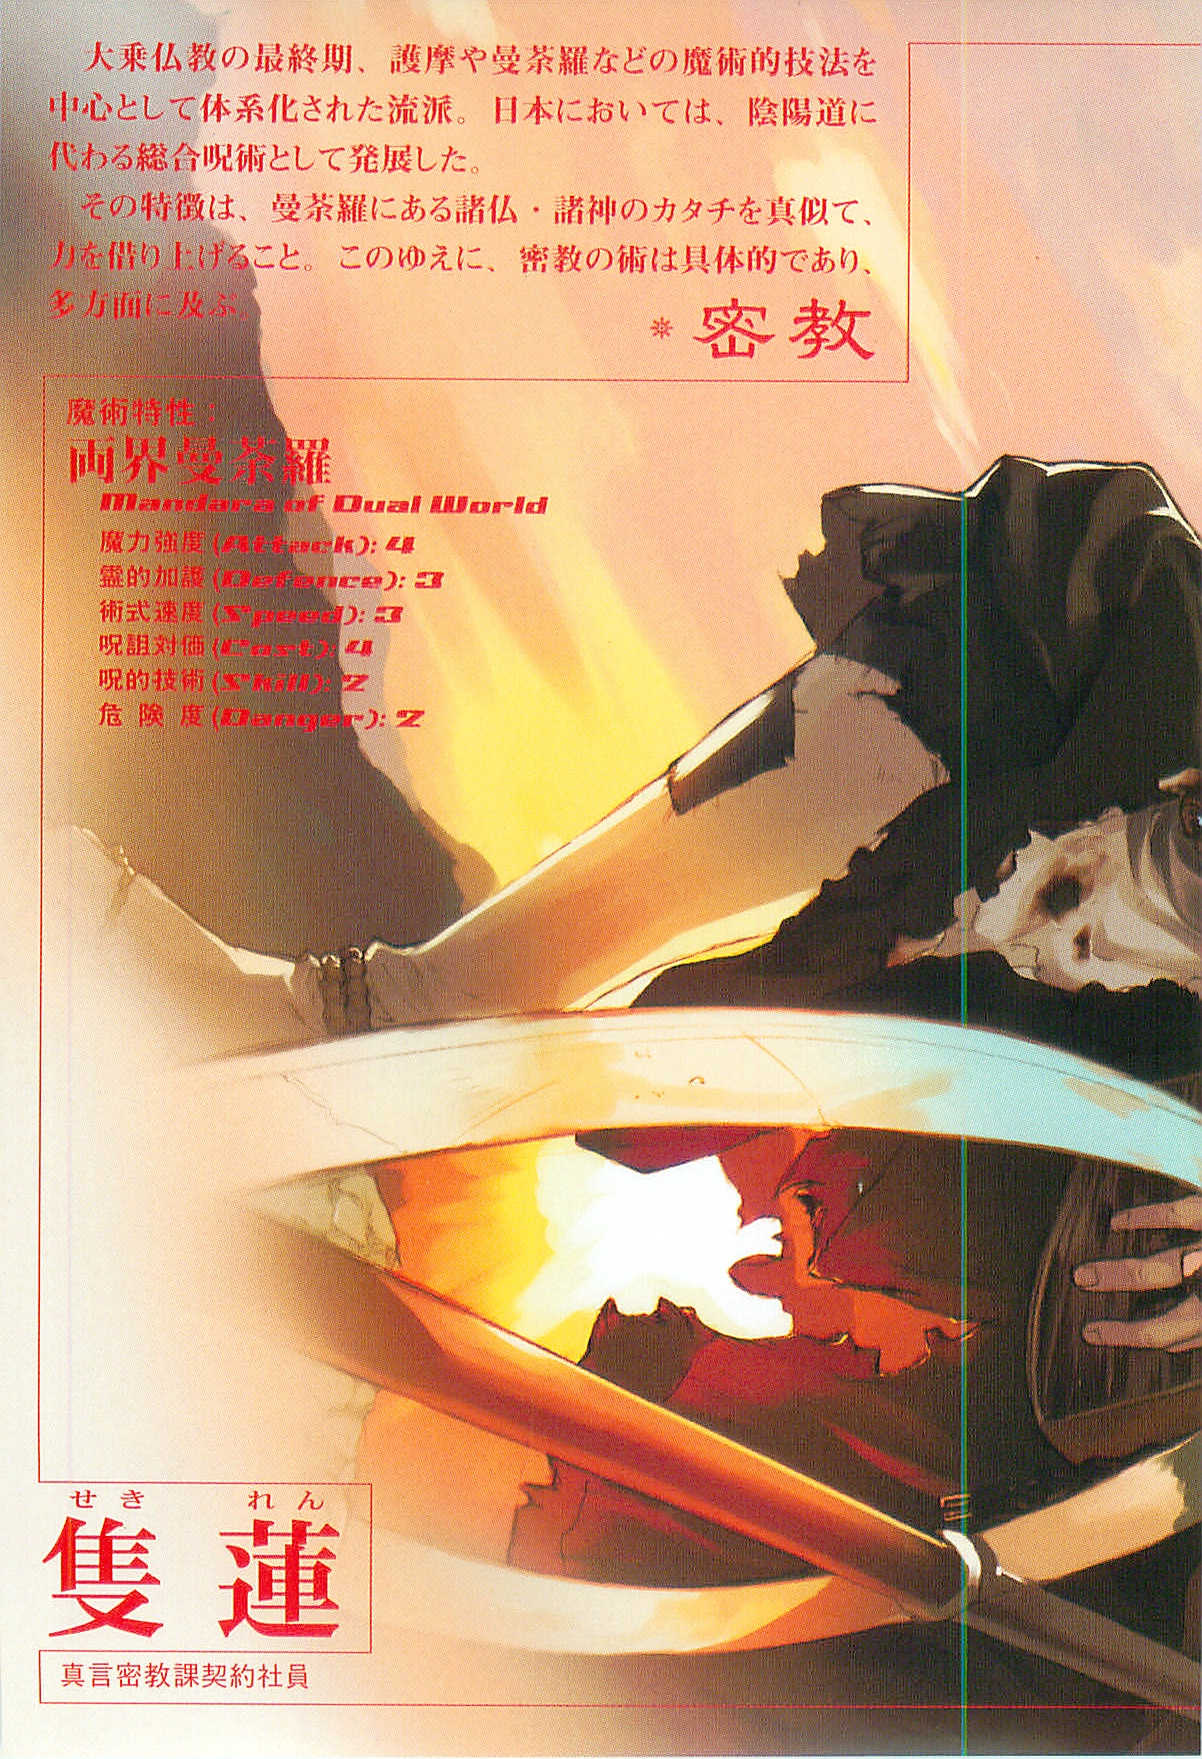 大乗仏教の最終期、護摩や曼荼羅などの魔術的技法を
中心として体系化された流派。日本においては、陰陽道に
代わる総合呪術として発展した。
その特徴は、曼荼羅にある諸仏・諸神のカタチを真似て、
力を借り上げること。このゆえに、密教の術は具体的であり、
多方面に及ぶ。
＊密教
魔術特性：
両界曼荼羅
Mandara of Dual World
魔力強度(Attack): 4
霊的加護(Defence): 3
術式速度(Speed): 3
呪詛対価(Cost): 4
呪的技術(Skill): 2
危険度(Danger): 2
せき れん
隻蓮
真言密教課契約社員